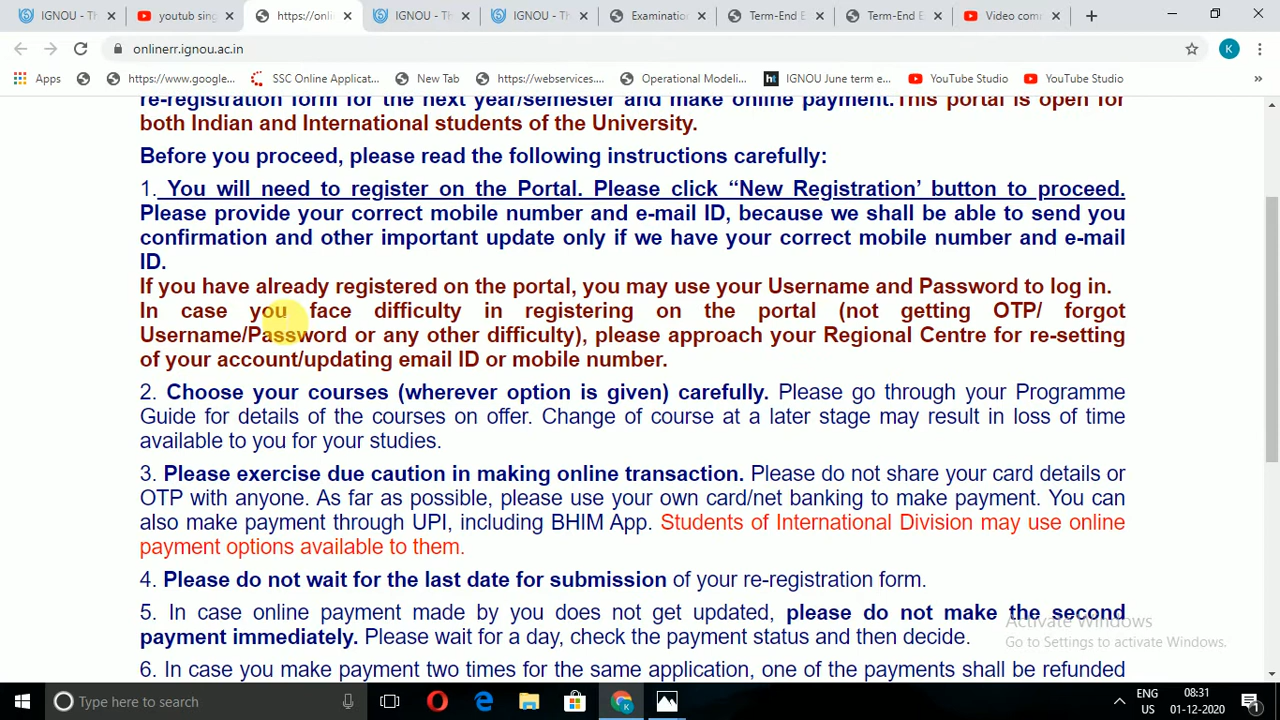 IGNOU - Th
youtub sing
https://onli
IGNOU - The
IGNOU - The
Examination
Term-End E
Term-End E
Video com
onlinerr.ignou.ac.in
K
Apps
https://www.google...
SSC Online Applicat...
New Tab
https://webservices....
Operational Modeli...
ht IGNOU June term e...
YouTube Studio
YouTube Studio
»
re-registration form for the next year/semester and make online payment.This portal is open for
both Indian and International students of the University.
Before you proceed, please read the following instructions carefully:
1. You will need to register on the Portal. Please click “New Registration’ button to proceed.
Please provide your correct mobile number and e-mail ID, because we shall be able to send you
confirmation and other important update only if we have your correct mobile number and e-mail
ID.
If you have already registered on the portal, you may use your Username and Password to log in.
In case you face difficulty in registering on the portal (not getting OTP/ forgot
Username/Password or any other difficulty), please approach your Regional Centre for re-setting
of your account/updating email ID or mobile number.
2. Choose your courses (wherever option is given) carefully. Please go through your Programme
Guide for details of the courses on offer. Change of course at a later stage may result in loss of time
available to you for your studies.
3. Please exercise due caution in making online transaction. Please do not share your card details or
OTP with anyone. As far as possible, please use your own card/net banking to make payment. You can
also make payment through UPI, including BHIM App. Students of International Division may use online
payment options available to them.
4. Please do not wait for the last date for submission of your re-registration form.
5. In case online payment made by you does not get updated, please do not make the second
payment immediately. Please wait for a day, check the payment status and then decide.
6. In case you make payment two times for the same application, one of the payments shall be refunded
Activate Windows
Go to Settings to activate Windows.
Type here to search
ENG
US
08:31
01-12-2020
1